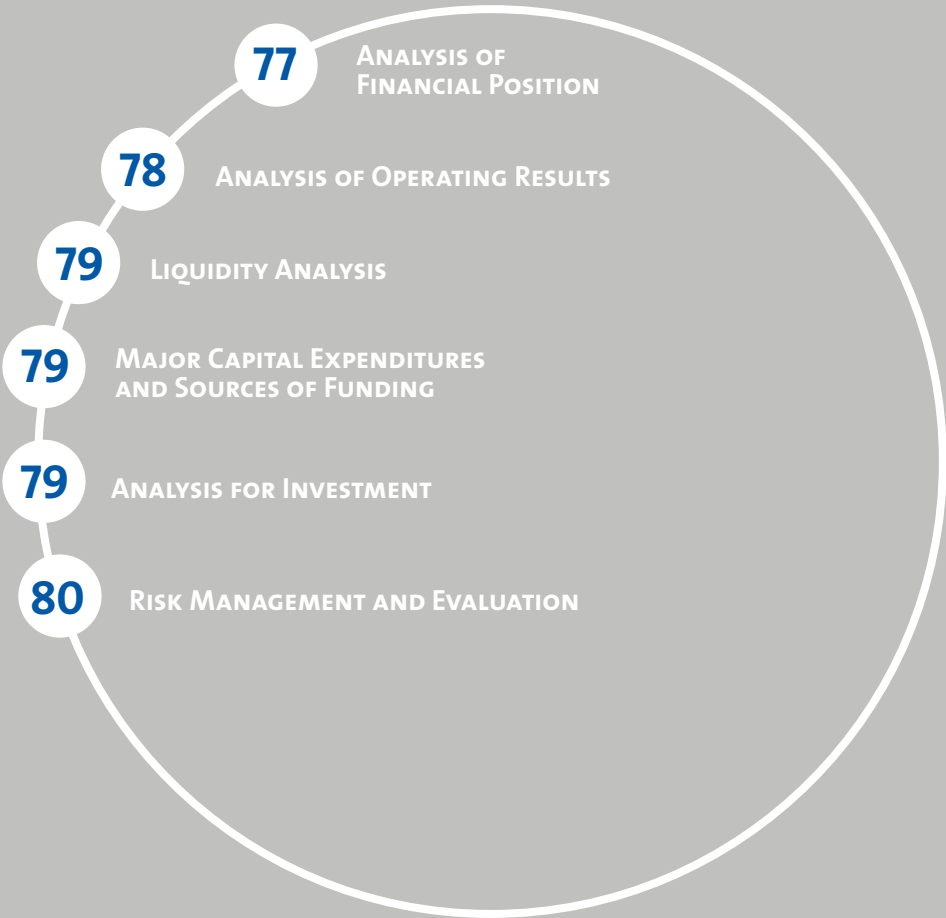 77
Analysis of
Financial Position
78
Analysis of Operating Results
79
Liquidity Analysis
79
Major Capital Expenditures
and Sources of Funding
79
Analysis for Investment
80
Risk Management and Evaluation